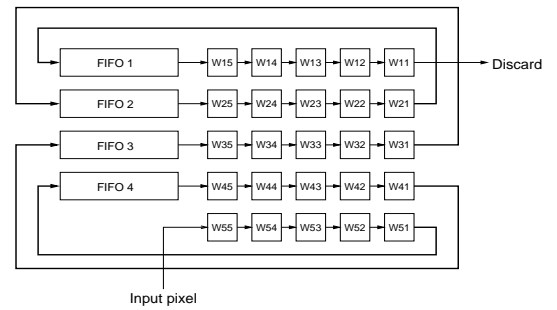 FIFO 1 W15 W14 W13 W12 W11 Discard
FIFO 2 W25 W24 W23 W22 W21
FIFO 3 W35 W34 W33 W32 W31
FIFO 4 W45 W44 W43 W42 W41
W55 W54 W53 W52 W51
Input pixel